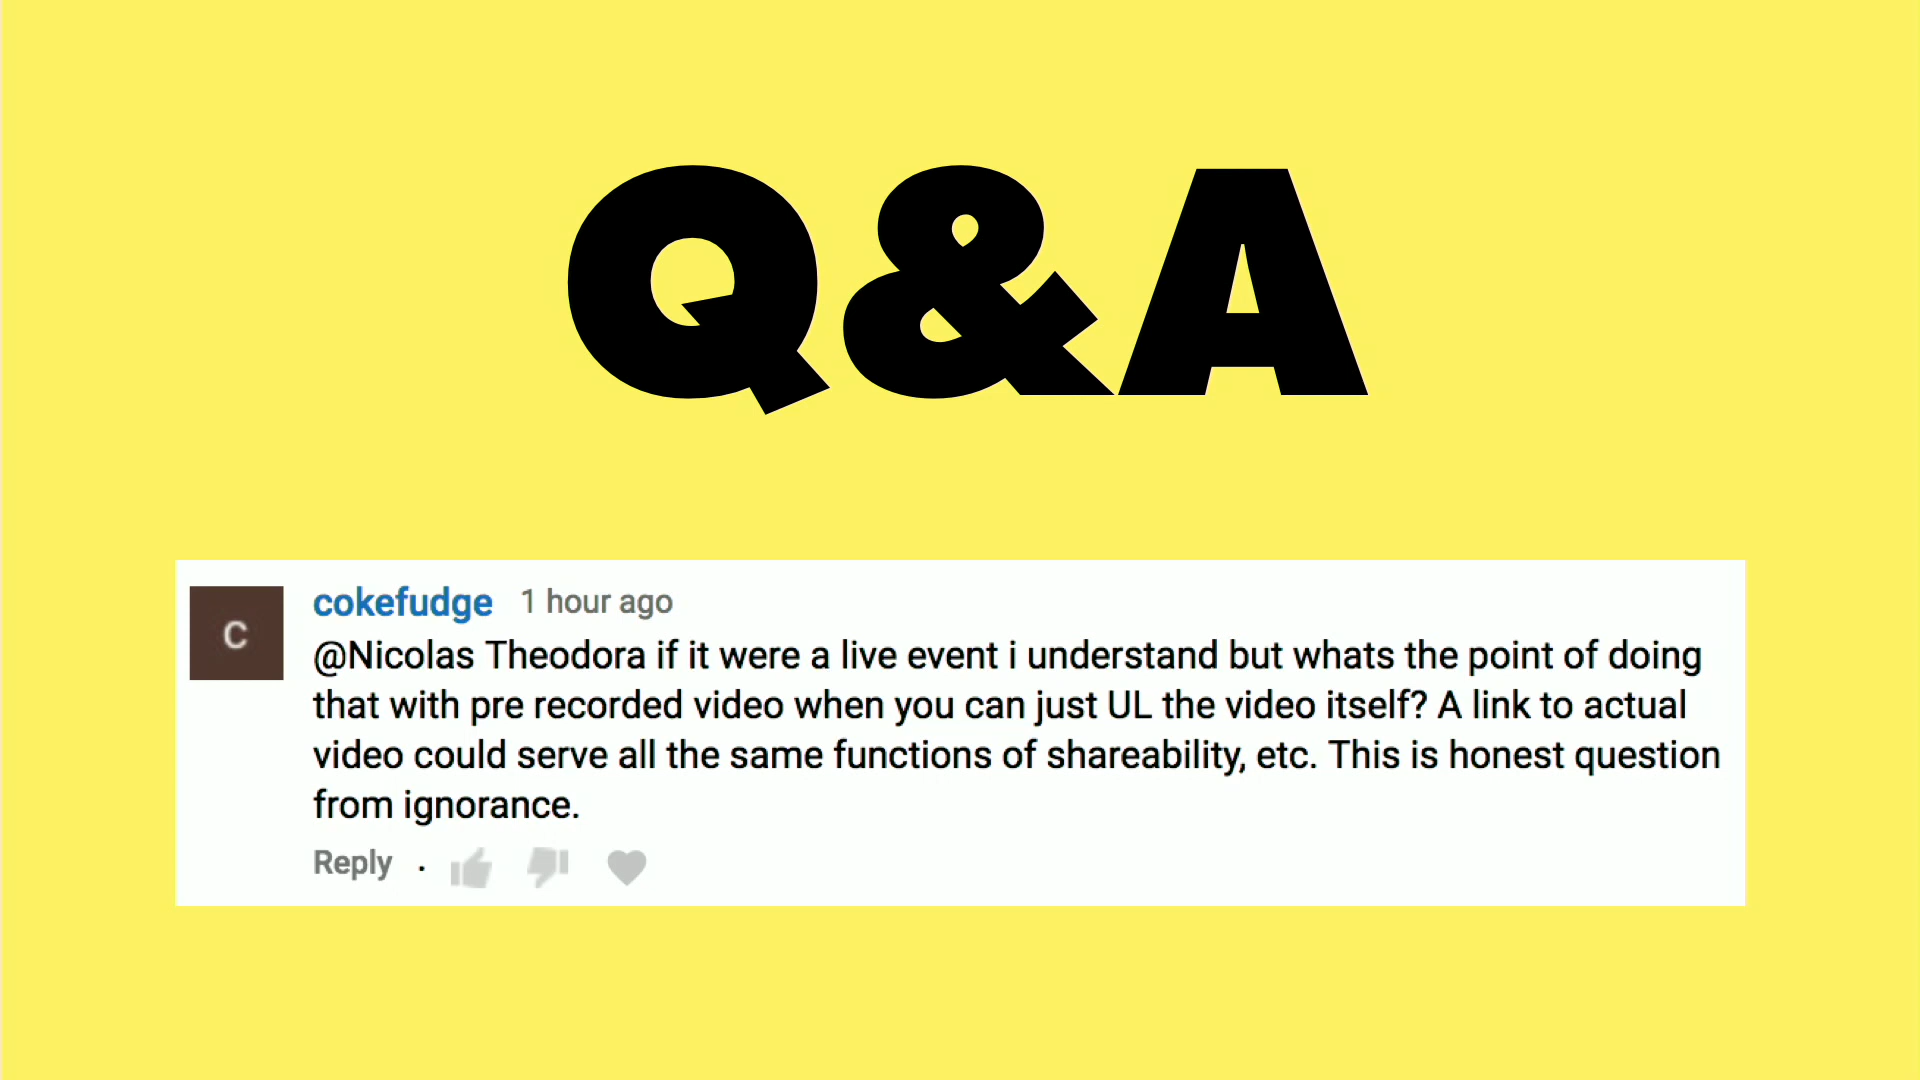 Q&A
C
cokefudge 1 hour ago
@Nicolas Theodora if it were a live event i understand but whats the point of doing
that with pre recorded video when you can just UL the video itself? A link to actual
video could serve all the same functions of shareability, etc. This is honest question
from ignorance.
Reply .